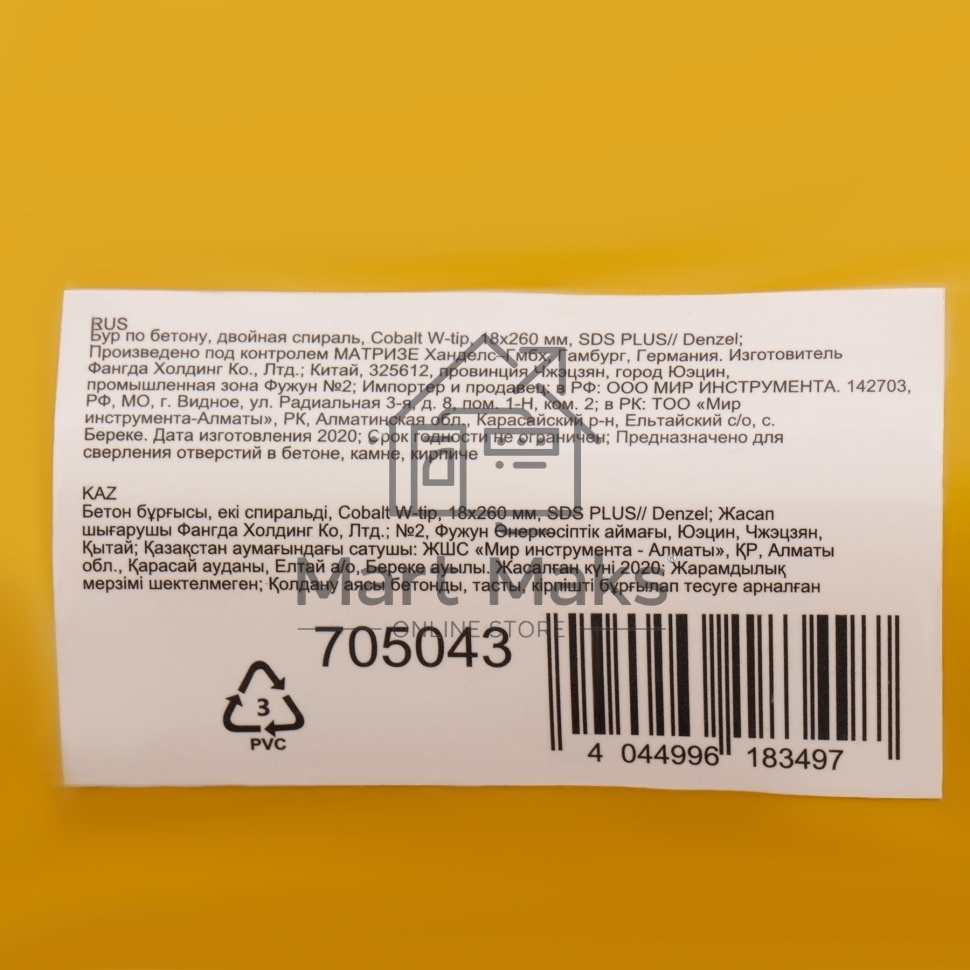 RUS
Бур по бетону, двойная спираль, Cobalt W-tip, 18x260 мм, SDS PLUS// Denzel;
Произведено под контролем МАТРИЗЕ Ханделс-Гмбх, Гамбург, Германия. Изготовитель
Фангда Холдинг Ко., Лтд.; Китай, 325612, провинция Чжэцзян, город Юэцин,
промышленная зона Фужун №2; Импортер и продавец: в РФ: ООО МИР ИНСТРУМЕНТА. 142703,
РФ, МО, г. Видное, ул. Радиальная 3-я, д. 8, пом. 1-Н, ком. 2; в РК: ТОО «Мир
инструмента-Алматы», РК, Алматинская обл., Карасайский р-н, Ельтайский с/о, с.
Береке. Дата изготовления 2020; Срок годности не ограничен; Предназначено для
сверления отверстий в бетоне, камне, кирпиче
KAZ
Бетон бұрғысы, екі спиральді, Cobalt W-tip, 18x260 мм, SDS PLUS// Denzel; Жасап
шығарушы Фангда Холдинг Ко, Лтд.; №2, Фужун Өнеркәсіптік аймағы, Юэцин, Чжэцзян,
Қытай; Қазақстан аумағындағы сатушы: ЖШС «Мир инструмента - Алматы», ҚР, Алматы
обл., Қарасай ауданы, Елтай а/о, Береке ауылы. Жасалған күні 2020; Жарамдылық
мерзімі шектелмеген; Қолдану аясы бетонды, тасты, кірпішті бұрғылап тесуге арналған
Mart Maks
ONLINE STORE
705043
3
PVC
4 044996 183497